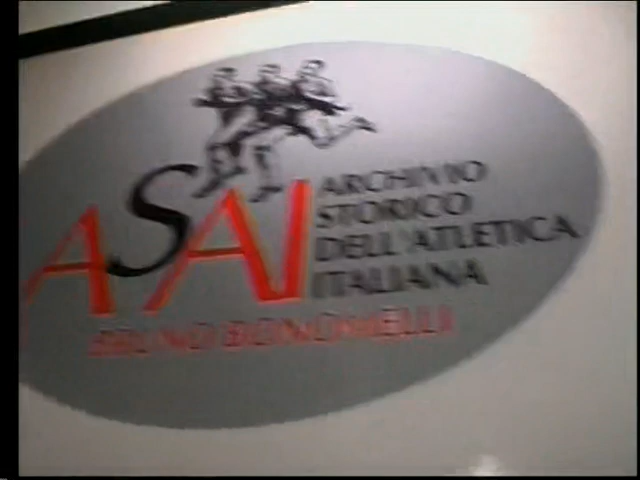 ASAI
ARCHIVIO
STORICO
DELL'ATLETICA
ITALIANA
BRUNO BONOMELLI